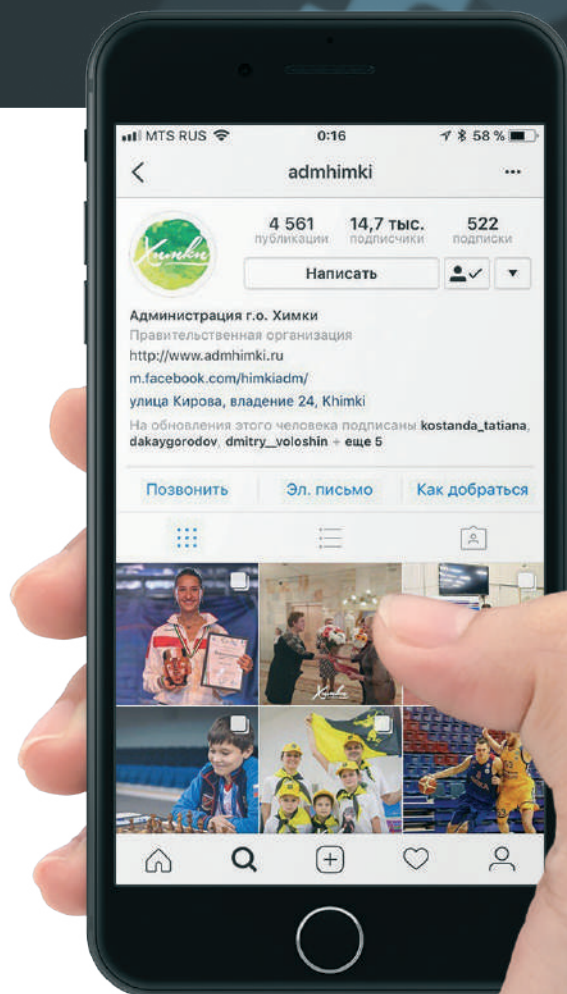 MTS RUS 0:16 58 %
admhimki
Химки
4 561 14,7 тыс. 522
публикации подписчики подписки
Написать
Администрация г.о. Химки
Правительственная организация
http://www.admhimki.ru
m.facebook.com/himkiadm/
улица Кирова, владение 24, Khimki
На обновления этого человека подписаны kostanda_tatiana,
dakaygorodov, dmitry__voloshin + еще 5
Позвонить Эл. письмо Как добраться
Химки